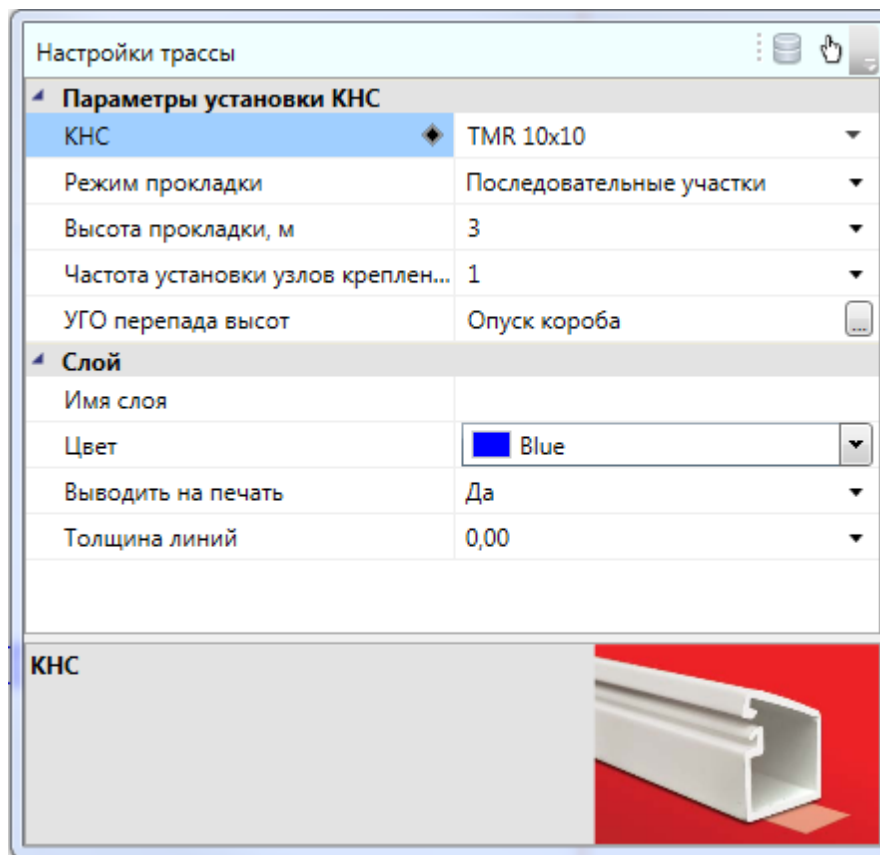 Настройки трассы
Параметры установки КНС
КНС TMR 10x10
Режим прокладки Последовательные участки
Высота прокладки, м 3
Частота установки узлов креплен... 1
УГО перепада высот Опуск короба ...
Слой
Имя слоя
Цвет Blue
Выводить на печать Да
Толщина линий 0,00
КНС